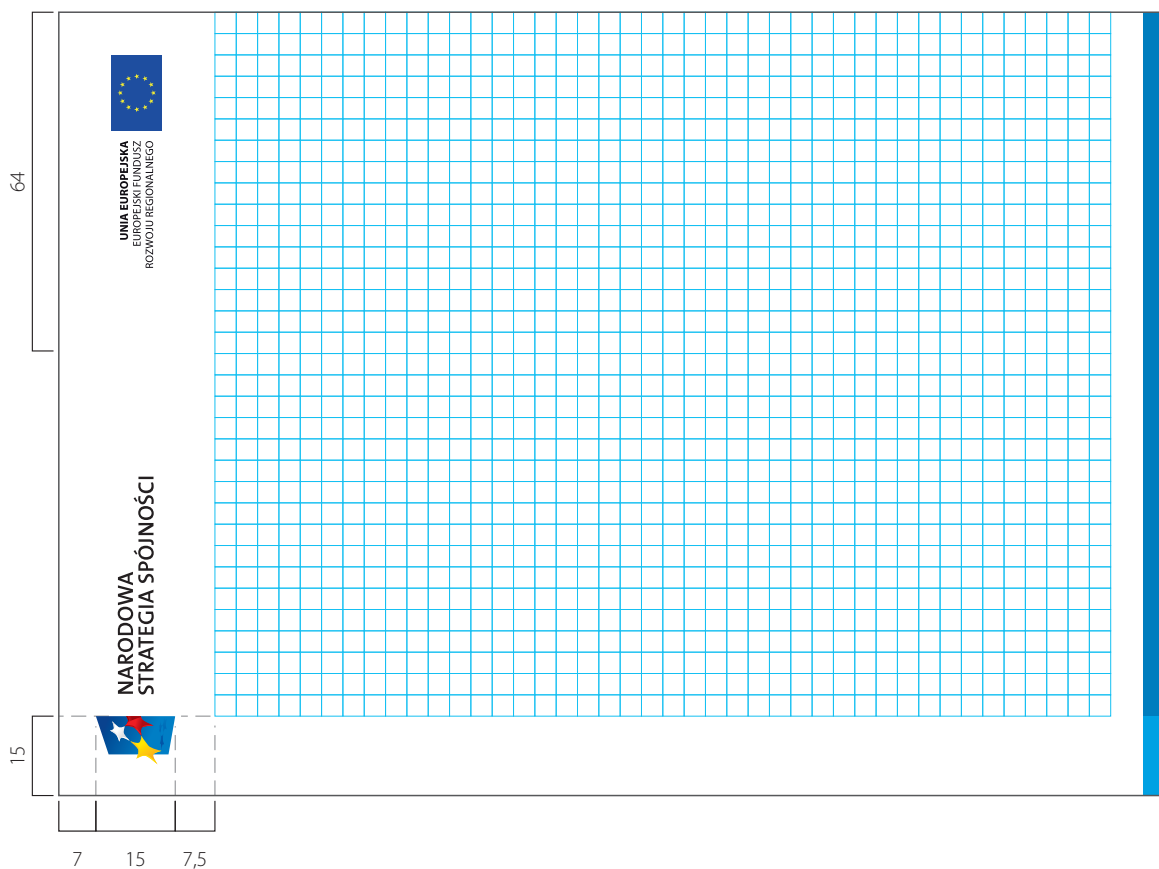 64
UNIA EUROPEJSKA
EUROPEJSKI FUNDUSZ
ROZWOJU REGIONALNEGO
NARODOWA
STRATEGIA SPÓJNOŚCI
15
7
15
7,5